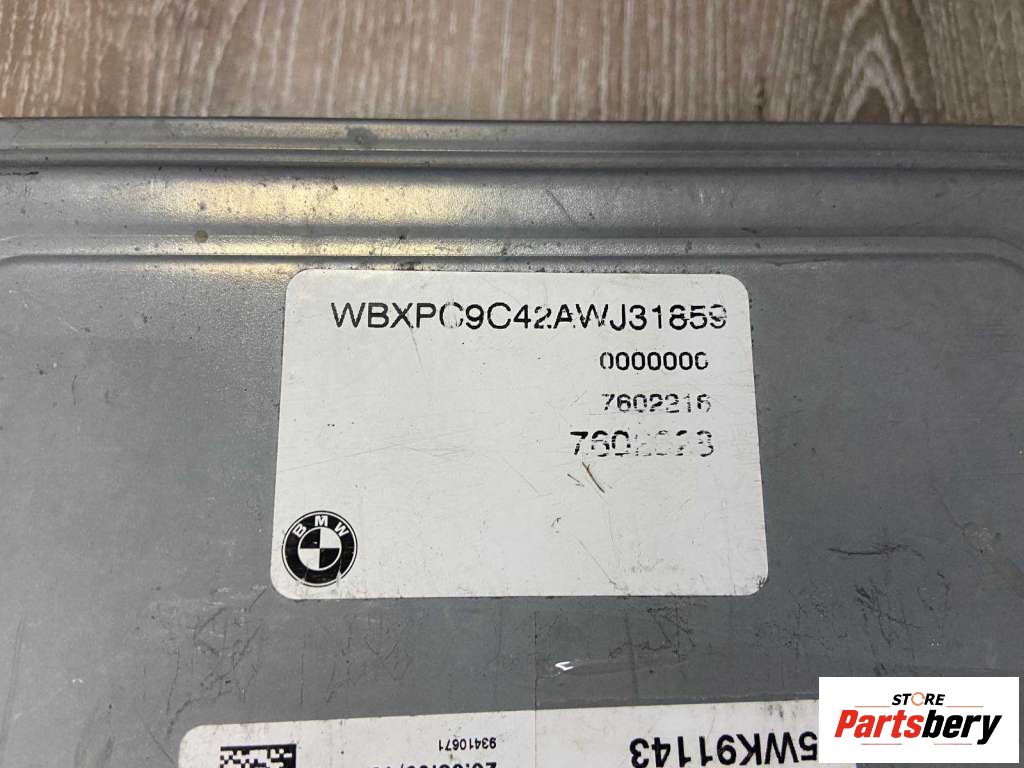 WBXPC9C42AWJ31859
0000000
7602216
BMW
93410671
5WK91143
STORE
Partsbery